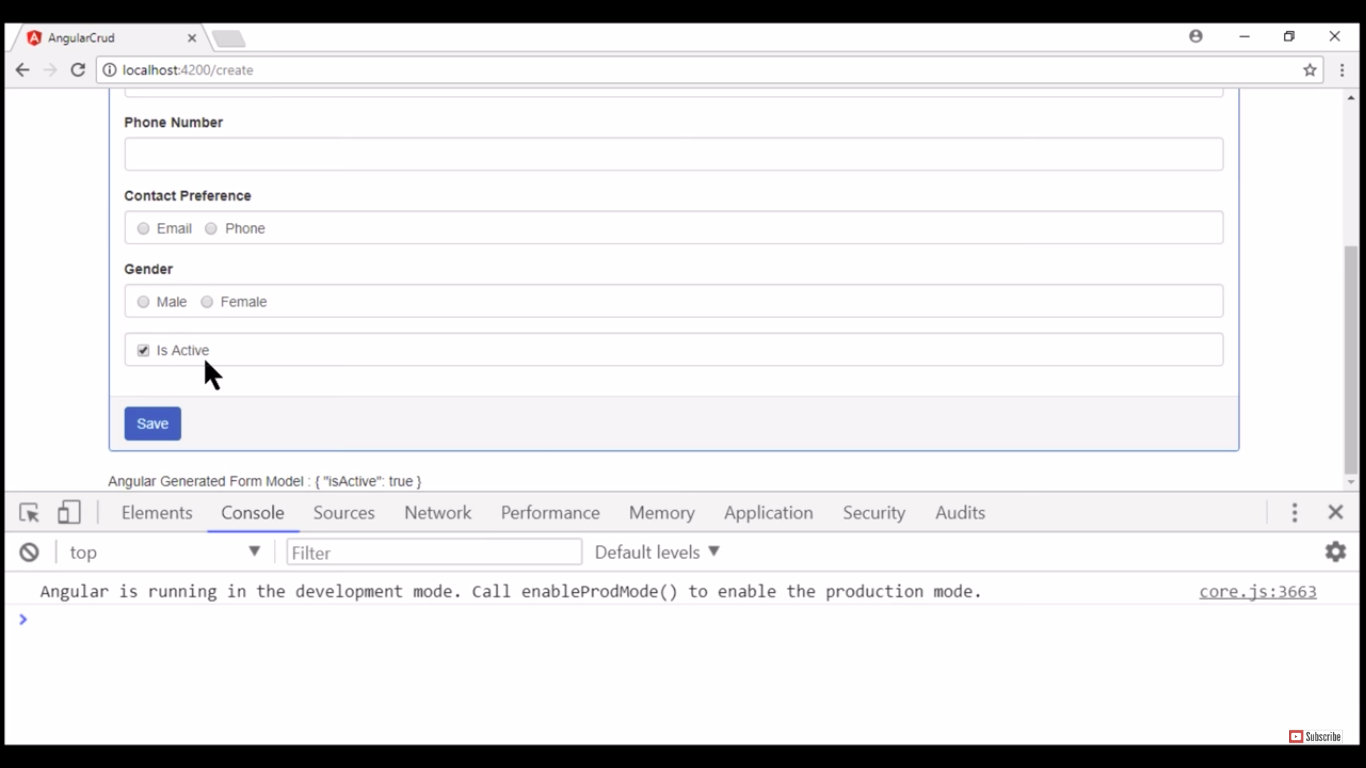 AngularCrud
localhost:4200/create
Phone Number
Contact Preference
Email Phone
Gender
Male Female
Is Active
Save
Angular Generated Form Model : { "isActive": true }
Elements Console Sources Network Performance Memory Application Security Audits
top Filter Default levels
Angular is running in the development mode. Call enableProdMode() to enable the production mode. core.js:3663
Subscribe